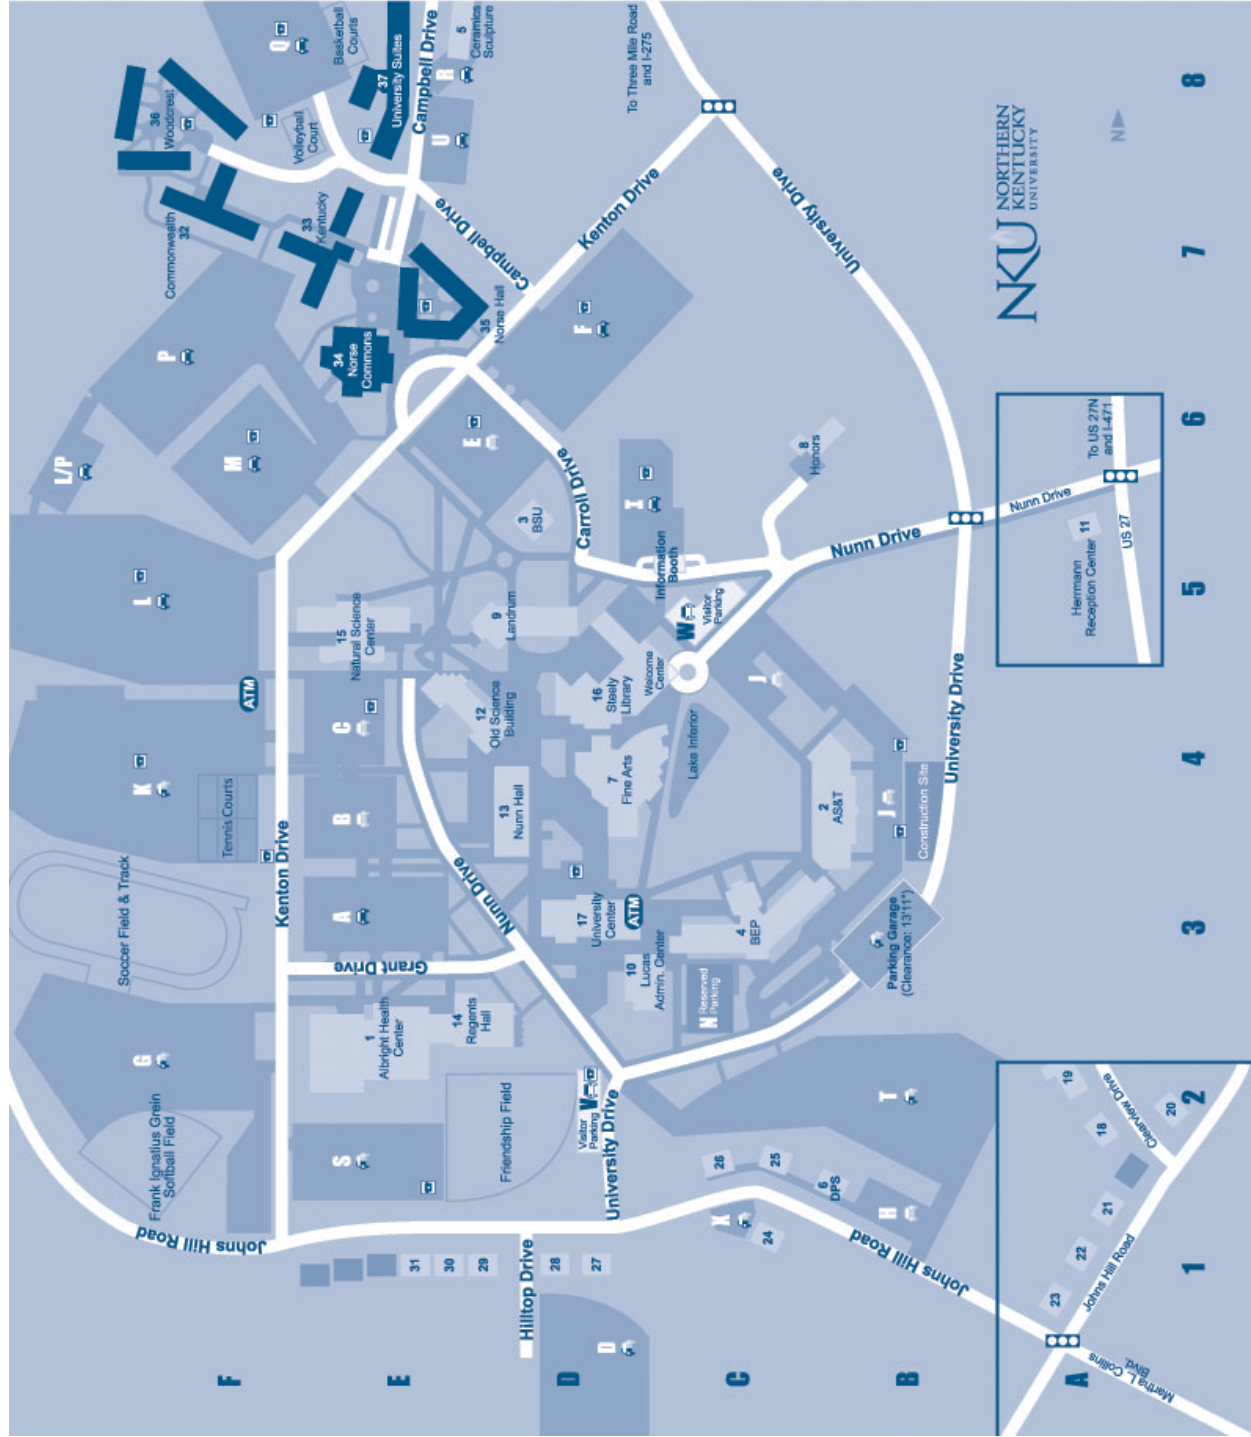 Q
Basketball
Courts
5
Ceramics
Sculpture
Campbell Drive
37
University Suites
R
U
36
Woodcrest
Volleyball
Court
To Three Mile Road
and I-275
8
NKU
NORTHERN
KENTUCKY
UNIVERSITY
N
Commonwealth
32
33
Kentucky
Campbell Drive
Kenton Drive
University Drive
7
P
34
Norse
Commons
35
Norse Hall
F
L/P
M
E
Carroll Drive
I
8
Honors
6
To US 27N
and I-471
Nunn Drive
US 27
11
Herrmann
Reception Center
L
3
BSU
Information
Booth
Nunn Drive
5
15
Natural Science
Center
9
Landrum
W
Visitor
Parking
Welcome
Center
University Drive
ATM
K
C
12
Old Science
Building
16
Steely
Library
J
Lake Inferior
4
Tennis Courts
B
13
Nunn Hall
7
Fine Arts
2
AS&T
J
Construction Site
Soccer Field & Track
Kenton Drive
A
Nunn Drive
17
University
Center
ATM
4
BEP
3
Grant Drive
10
Lucas
Admin. Center
N
Reserved
Parking
Parking Garage
(Clearance: 13'11")
G
1
Albright Health
Center
14
Regents
Hall
Frank Ignatius Grein
Softball Field
S
Friendship Field
V
Visitor
Parking
University Drive
T
19
Clearview Drive
20
18
2
26
25
6
DPS
X
24
H
21
22
23
Johns Hill Road
Johns Hill Road
Johns Hill Road
31
30
29
28
27
Hilltop Drive
1
O
Martha L. Collins
Blvd.
F
E
D
C
B
A